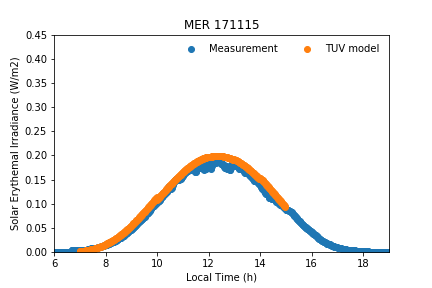 MER 171115
Measurement
TUV model
Solar Erythemal Irradiance (W/m2)
0.45
0.40
0.35
0.30
0.25
0.20
0.15
0.10
0.05
0.00
6 8 10 12 14 16 18
Local Time (h)